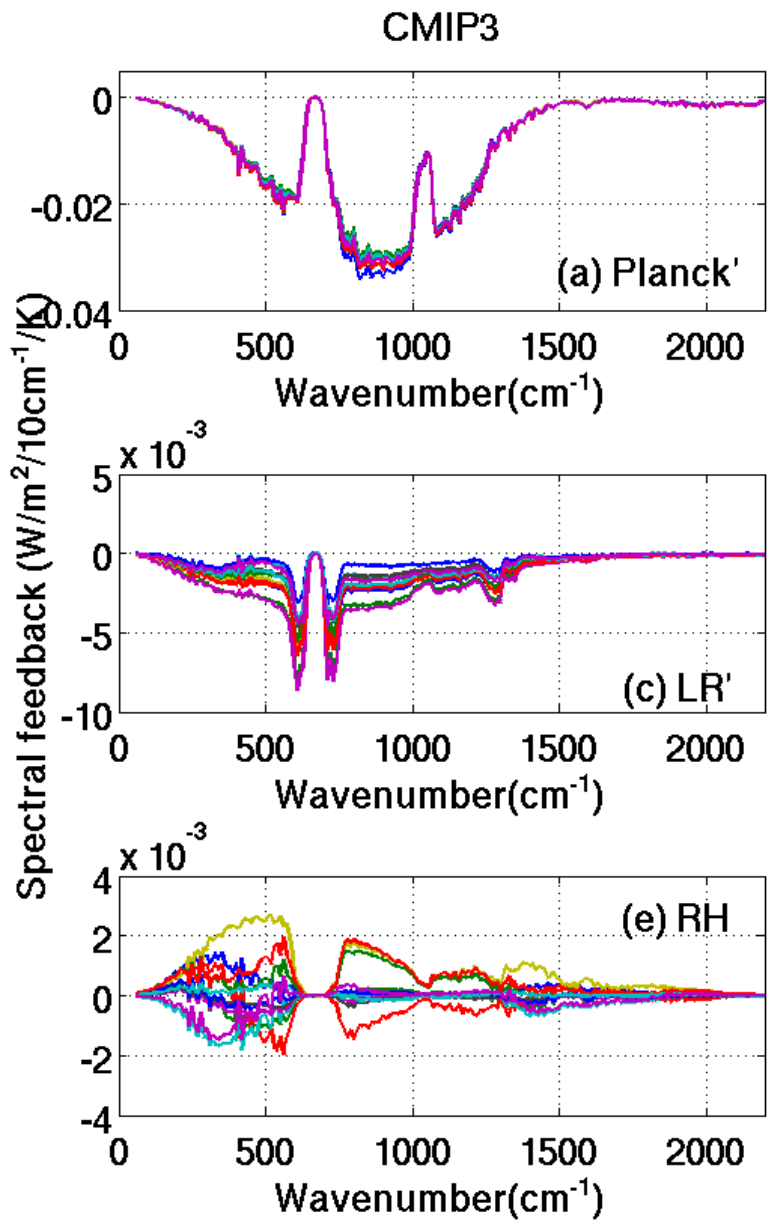 CMIP3
Spectral feedback (W/m²/10cm⁻¹/K)
0
-0.02
-0.04
(a) Planck'
0 500 1000 1500 2000
Wavenumber(cm⁻¹)
x 10⁻³
5
0
-5
-10
(c) LR'
0 500 1000 1500 2000
Wavenumber(cm⁻¹)
x 10⁻³
4
2
0
-2
-4
(e) RH
0 500 1000 1500 2000
Wavenumber(cm⁻¹)